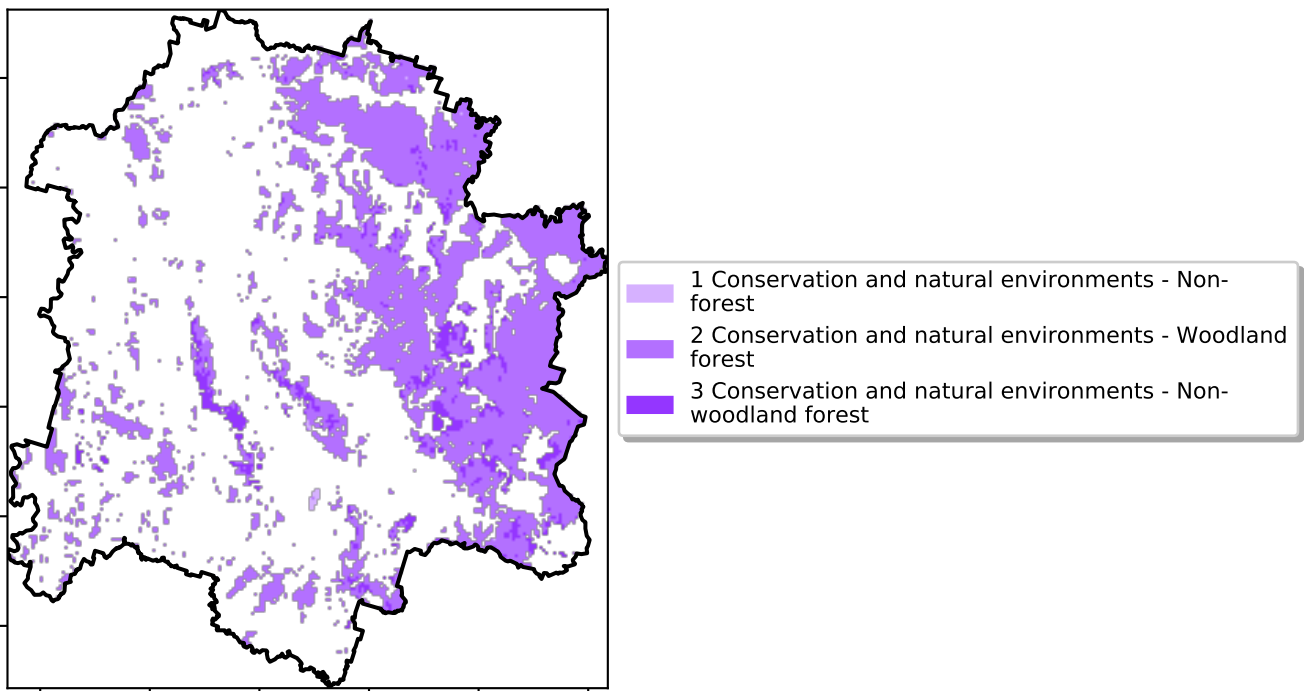 1 Conservation and natural environments - Non-
forest
2 Conservation and natural environments - Woodland
forest
3 Conservation and natural environments - Non-
woodland forest